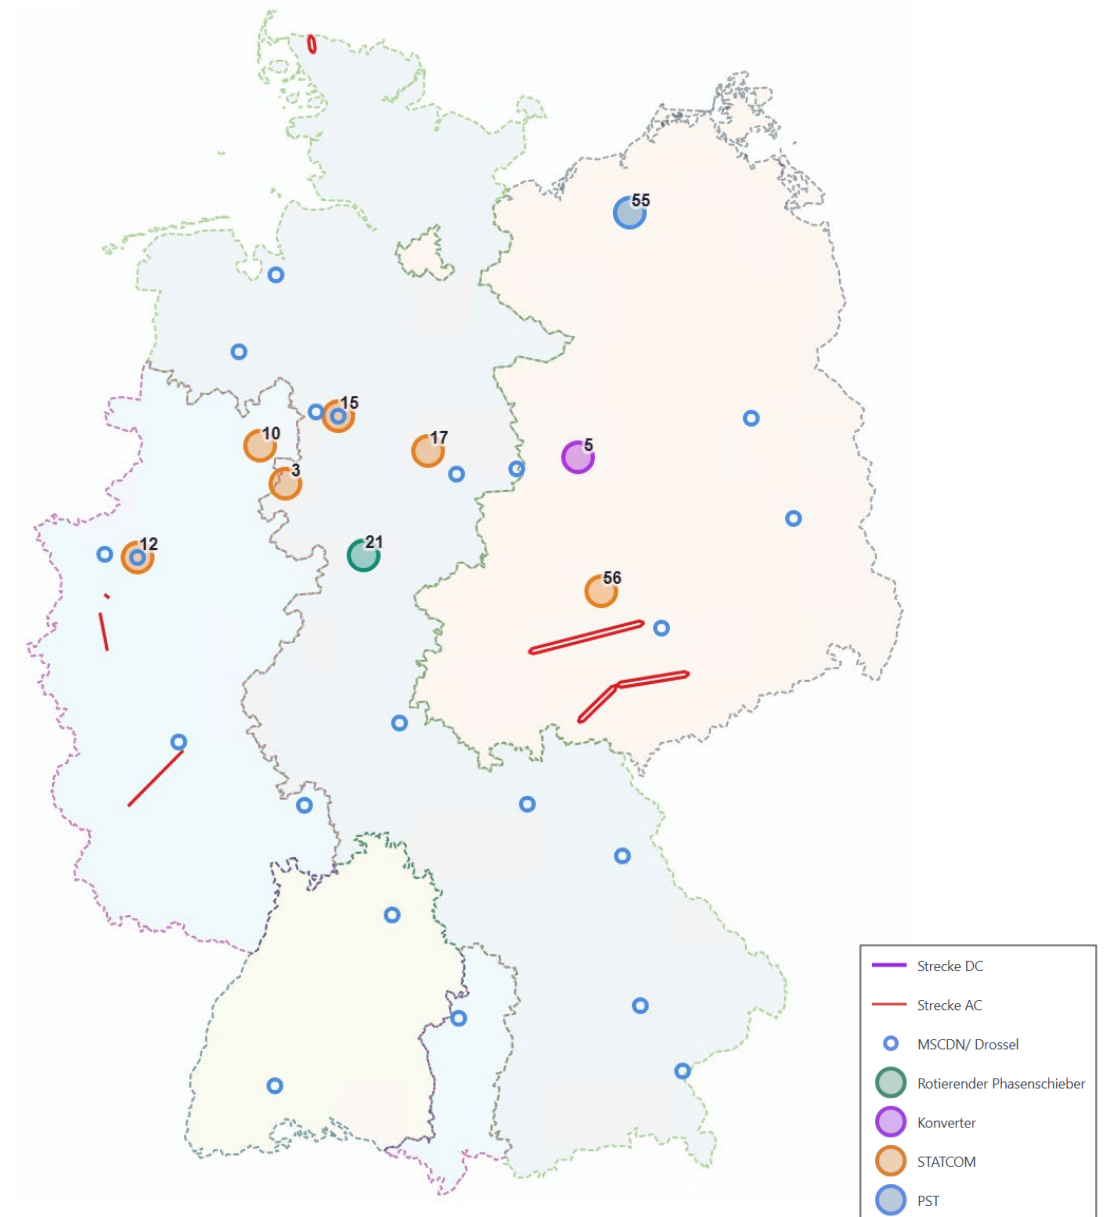 55
15
10
17
5
3
12
21
56
Strecke DC
Strecke AC
MSCDN/ Drossel
Rotierender Phasenschieber
Konverter
STATCOM
PST